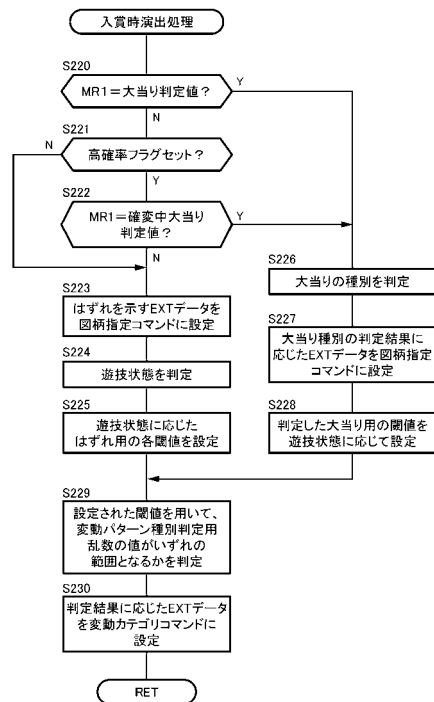 入賞時演出処理
S220
MR1=大当り判定値?
Y
N
S221
N
高確率フラグセット?
Y
S222
MR1=確変中大当り
判定値?
Y
N
S226
大当りの種別を判定
S223
はずれを示すEXTデータを
図柄指定コマンドに設定
S227
大当り種別の判定結果に
応じたEXTデータを図柄指定
コマンドに設定
S224
遊技状態を判定
S225
遊技状態に応じた
はずれ用の各閾値を設定
S228
判定した大当り用の閾値を
遊技状態に応じて設定
S229
設定された閾値を用いて、
変動パターン種別判定用
乱数の値がいずれの
範囲となるかを判定
S230
判定結果に応じたEXTデータ
を変動カテゴリコマンドに
設定
RET